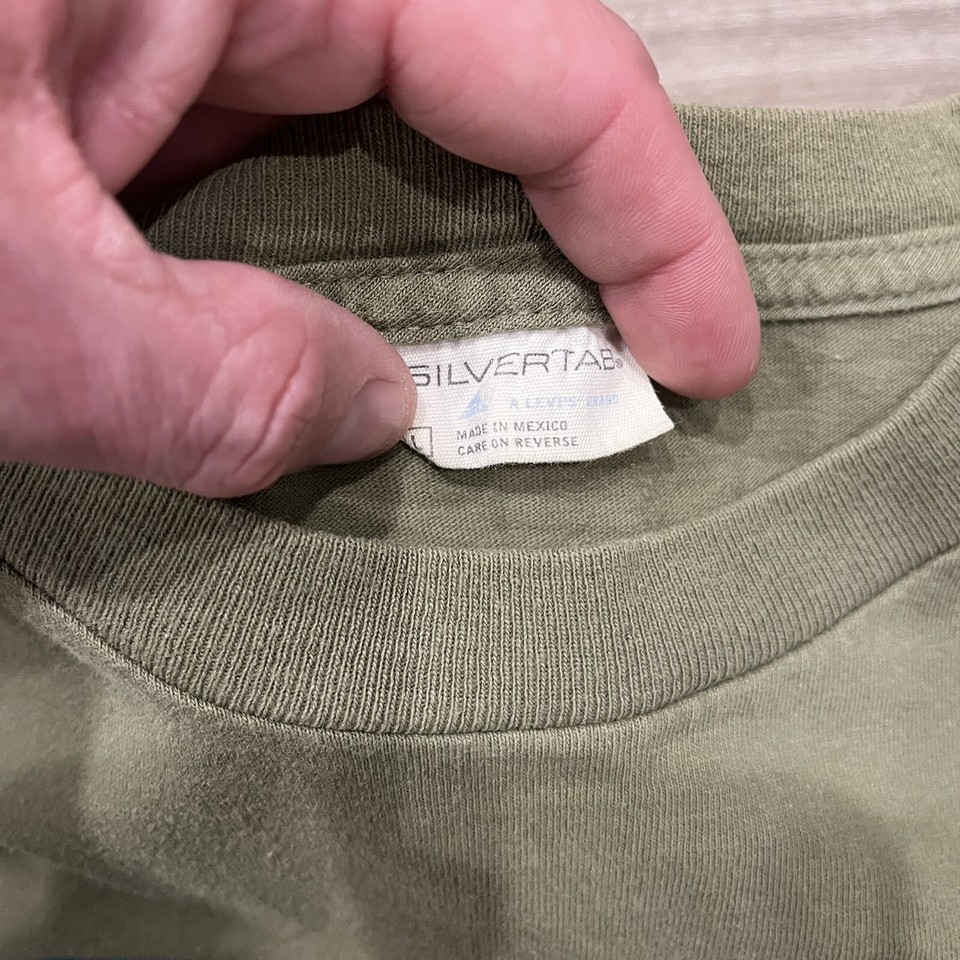 SILVERTAB®
A LEVI'S BRAND
L
MADE IN MEXICO
CARE ON REVERSE